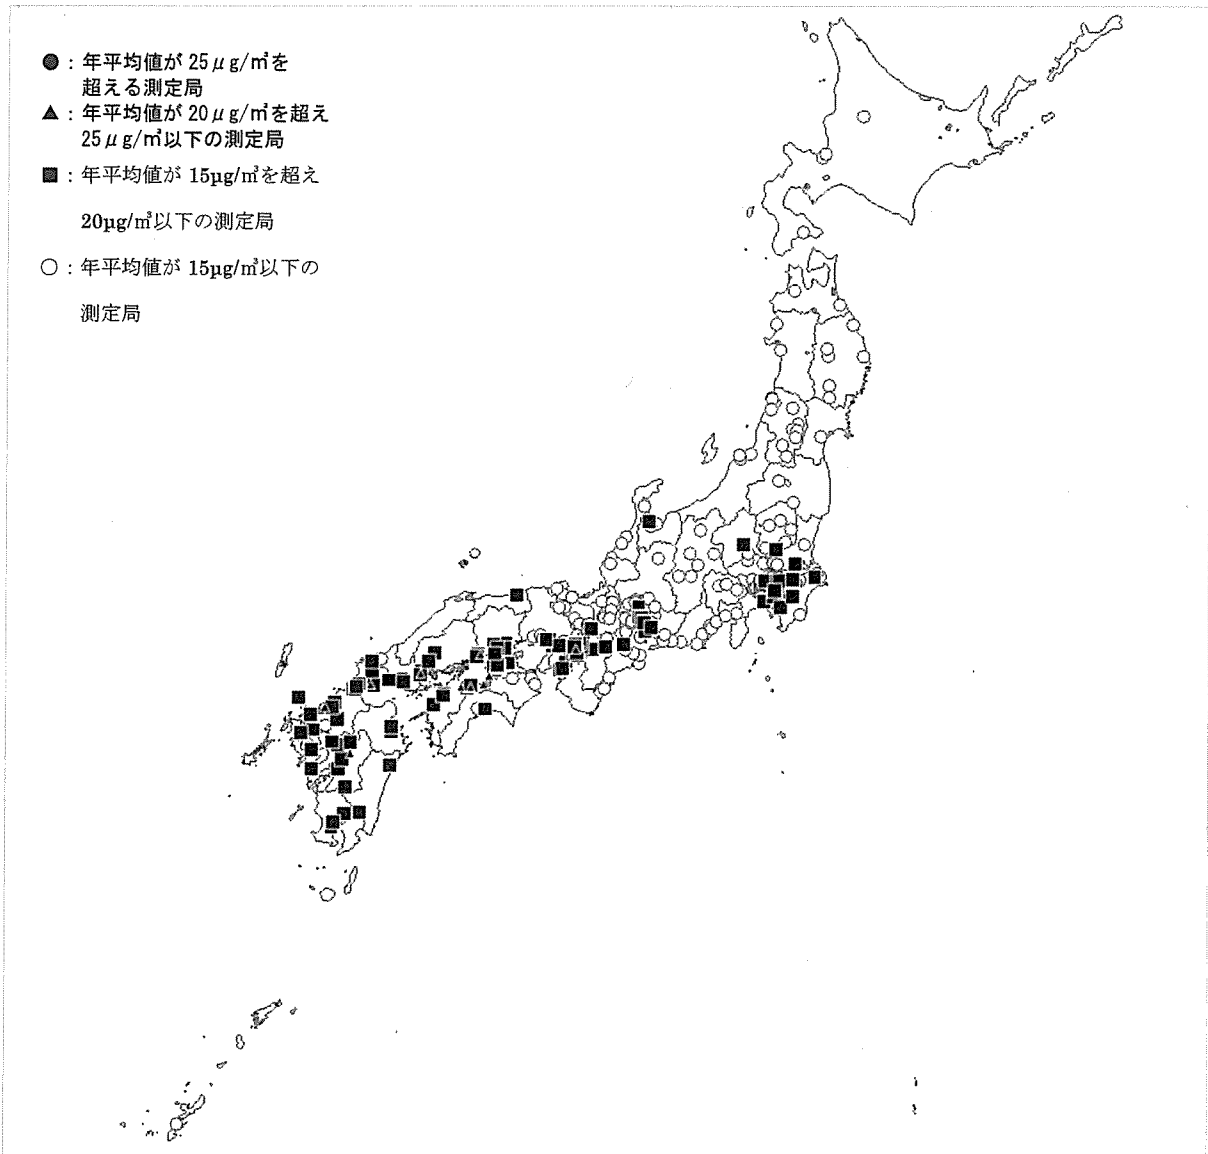 ●：年平均値が 25μg/㎥を
超える測定局
▲：年平均値が 20μg/㎥を超え
25μg/㎥以下の測定局
■：年平均値が 15µg/㎥を超え
20µg/㎥以下の測定局
○：年平均値が 15µg/㎥以下の
測定局